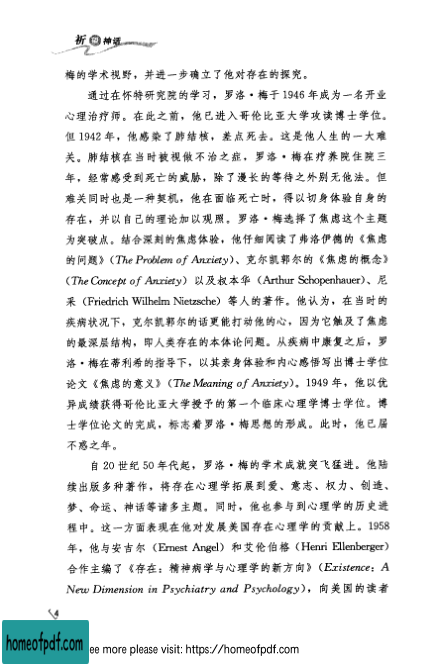 祈望神话
梅的学术视野，并进一步确立了他对存在的探究。
通过在怀特研究院的学习，罗洛·梅于 1946 年成为一名开业
心理治疗师。在此之前，他已进入哥伦比亚大学攻读博士学位。
但 1942 年，他感染了肺结核，差点死去。这是他人生的一大难
关。肺结核在当时被视做不治之症，罗洛·梅在疗养院住院三
年，经常感受到死亡的威胁，除了漫长的等待之外别无他法。但
难关同时也是一种契机，他在面临死亡时，得以切身体验自身的
存在，并以自己的理论加以观照。罗洛·梅选择了焦虑这个主题
为突破点。结合深刻的焦虑体验，他仔细阅读了弗洛伊德的《焦虑
的问题》（The Problem of Anxiety）、克尔凯郭尔的《焦虑的概念》
（The Concept of Anxiety）以及叔本华（Arthur Schopenhauer）、尼
采（Friedrich Wilhelm Nietzsche）等人的著作。他认为，在当时的
疾病状况下，克尔凯郭尔的话更能打动他的心，因为它触及了焦虑
的最深层结构，即人类存在的本体论问题。从疾病中康复之后，罗
洛·梅在蒂利希的指导下，以其亲身体验和内心感悟写出博士学位
论文《焦虑的意义》（The Meaning of Anxiety）。1949 年，他以优
异成绩获得哥伦比亚大学授予的第一个临床心理学博士学位。博
士学位论文的完成，标志着罗洛·梅思想的形成。此时，他已届
不惑之年。
自 20 世纪 50 年代起，罗洛·梅的学术成就突飞猛进。他陆
续出版多种著作，将存在心理学拓展到爱、意志、权力、创造、
梦、命运、神话等诸多主题。同时，他也参与到心理学的历史进
程中。这一方面表现在他对发展美国存在心理学的贡献上。1958
年，他与安吉尔（Ernest Angel）和艾伦伯格（Henri Ellenberger）
合作主编了《存在：精神病学与心理学的新方向》（Existence: A
New Dimension in Psychiatry and Psychology），向美国的读者
4
homeofpdf.com
ee more please visit: https://homeofpdf.com